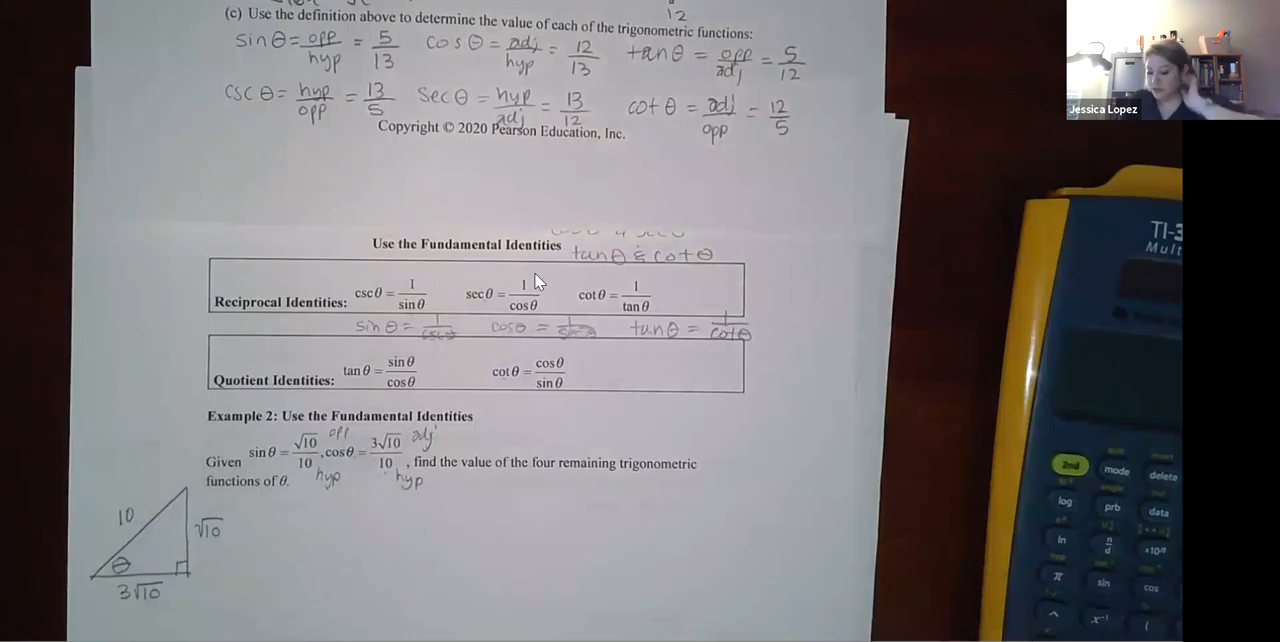 12
(c) Use the definition above to determine the value of each of the trigonometric functions:
sin θ = opp/hyp = 5/13 cos θ = adj/hyp = 12/13 tan θ = opp/adj = 5/12
csc θ = hyp/opp = 13/5 sec θ = hyp/adj = 13/12 cot θ = adj/opp = 12/5
Copyright © 2020 Pearson Education, Inc.
Use the Fundamental Identities tan θ & cot θ
Reciprocal Identities: csc θ = 1/sin θ sec θ = 1/cos θ cot θ = 1/tan θ
sin θ = 1/csc θ cos θ = 1/sec θ tan θ = 1/cot θ
Quotient Identities: tan θ = sin θ/cos θ cot θ = cos θ/sin θ
Example 2: Use the Fundamental Identities
opp adj
Given sin θ = √10/10, cos θ = 3√10/10, find the value of the four remaining trigonometric
functions of θ. hyp hyp
10
√10
θ
3√10
Jessica Lopez
TI-3
Mult
2nd mode delete
log prb data
ln n/d ×10ⁿ
π sin cos
^ x⁻¹ (